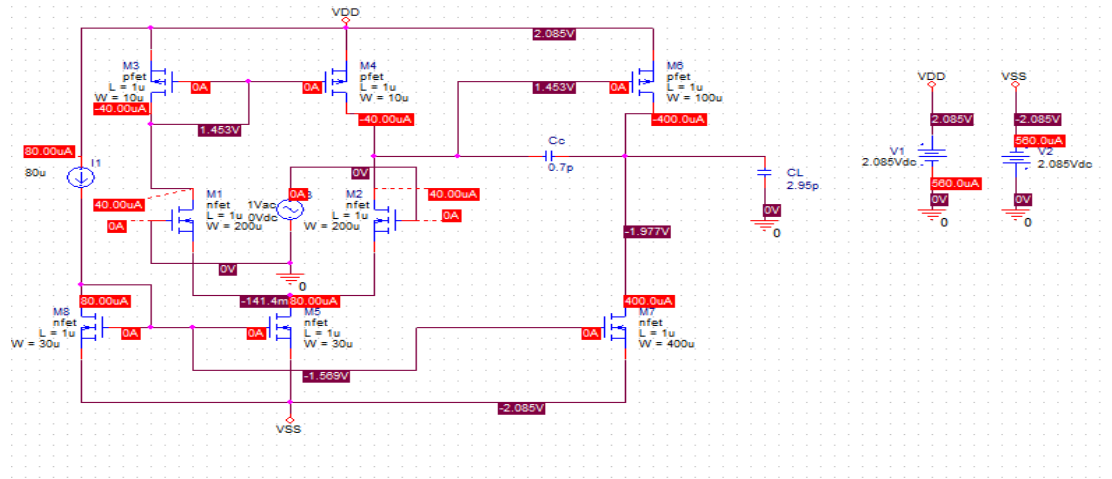 VDD
2.085V
M3
pfet
L = 1u
W = 10u
0A
0A
M4
pfet
L = 1u
W = 10u
1.453V
0A
M6
pfet
L = 1u
W = 100u
-40.00uA
1.453V
-40.00uA
-400.0uA
80.00uA
I1
80u
Cc
0.7p
CL
2.95p
0V
0
0V
40.00uA
M1
nfet
L = 1u
W = 200u
0A
0A
1Vac
0Vdc
M2
nfet
L = 1u
W = 200u
40.00uA
0A
0V
0
-1.977V
-141.4m
80.00uA
80.00uA
400.0uA
M8
nfet
L = 1u
W = 30u
0A
0A
M5
nfet
L = 1u
W = 30u
0A
M7
nfet
L = 1u
W = 400u
-1.569V
-2.085V
VSS
VDD
VSS
2.085V
-2.085V
V1
2.085Vdc
560.0uA
0V
0
560.0uA
V2
2.085Vdc
0V
0